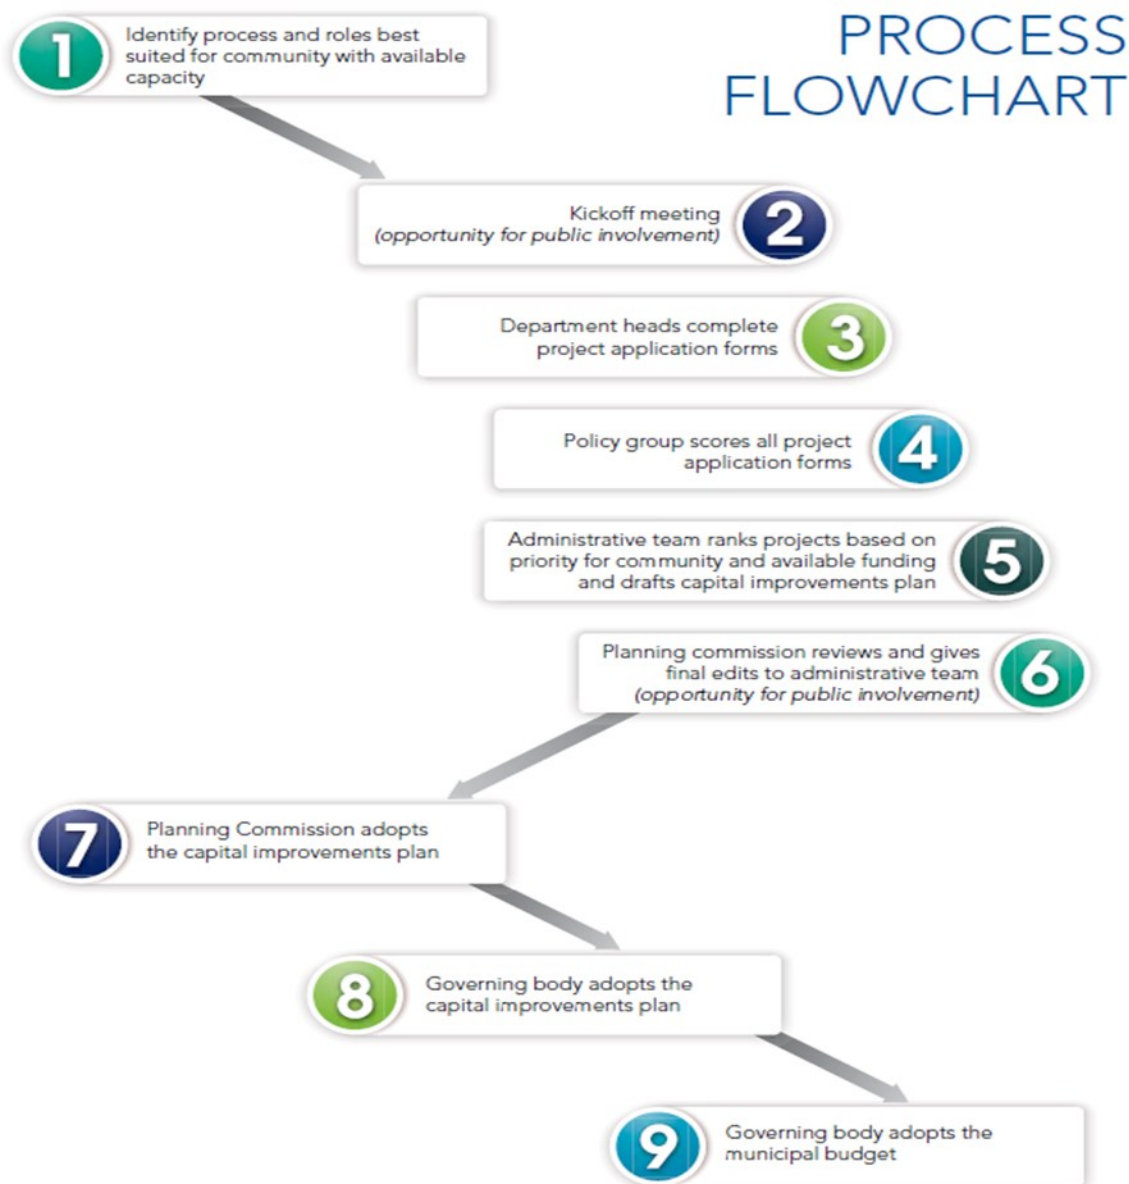 PROCESS
FLOWCHART
1
Identify process and roles best
suited for community with available
capacity
2
Kickoff meeting
(opportunity for public involvement)
3
Department heads complete
project application forms
4
Policy group scores all project
application forms
5
Administrative team ranks projects based on
priority for community and available funding
and drafts capital improvements plan
6
Planning commission reviews and gives
final edits to administrative team
(opportunity for public involvement)
7
Planning Commission adopts
the capital improvements plan
8
Governing body adopts the
capital improvements plan
9
Governing body adopts the
municipal budget